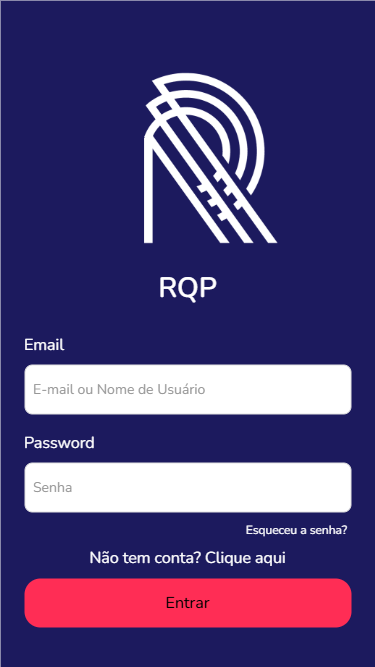 RQP
Email
E-mail ou Nome de Usuário
Password
Senha
Esqueceu a senha?
Não tem conta? Clique aqui
Entrar